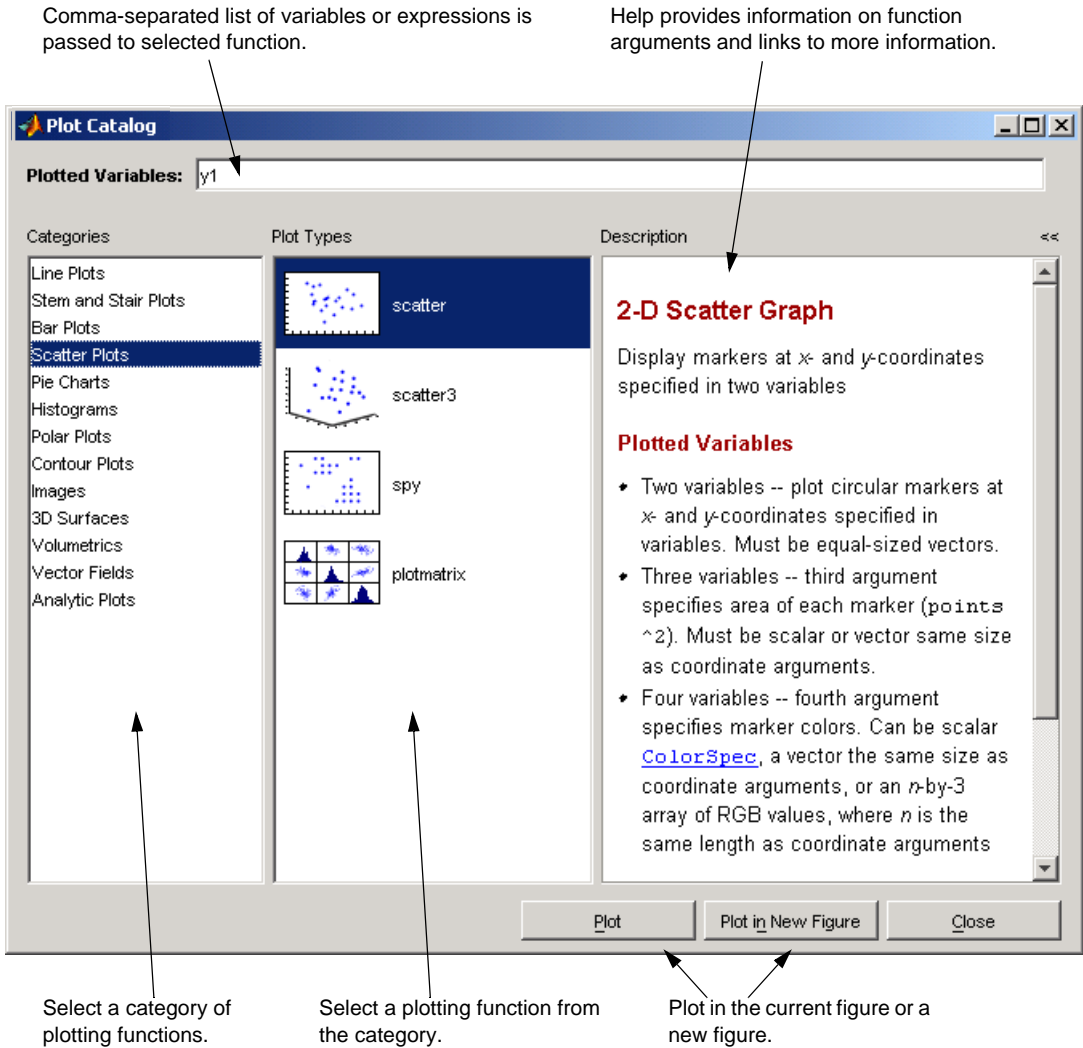 Comma-separated list of variables or expressions is
passed to selected function.
Help provides information on function
arguments and links to more information.
Plot Catalog
Plotted Variables: y1
Categories
Plot Types
Description <<
Line Plots
Stem and Stair Plots
Bar Plots
Scatter Plots
Pie Charts
Histograms
Polar Plots
Contour Plots
Images
3D Surfaces
Volumetrics
Vector Fields
Analytic Plots
scatter
scatter3
spy
plotmatrix
2-D Scatter Graph
Display markers at x- and y-coordinates
specified in two variables
Plotted Variables
• Two variables -- plot circular markers at
x- and y-coordinates specified in
variables. Must be equal-sized vectors.
• Three variables -- third argument
specifies area of each marker (points
^2). Must be scalar or vector same size
as coordinate arguments.
• Four variables -- fourth argument
specifies marker colors. Can be scalar
ColorSpec, a vector the same size as
coordinate arguments, or an n-by-3
array of RGB values, where n is the
same length as coordinate arguments
Plot
Plot in New Figure
Close
Select a category of
plotting functions.
Select a plotting function from
the category.
Plot in the current figure or a
new figure.